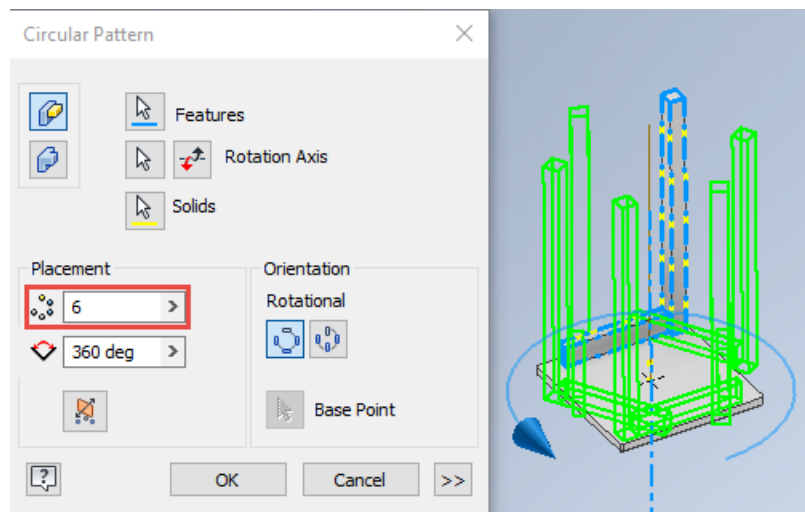 Circular Pattern
Features
Rotation Axis
Solids
Placement
6
360 deg
Orientation
Rotational
Base Point
?
OK
Cancel
>>